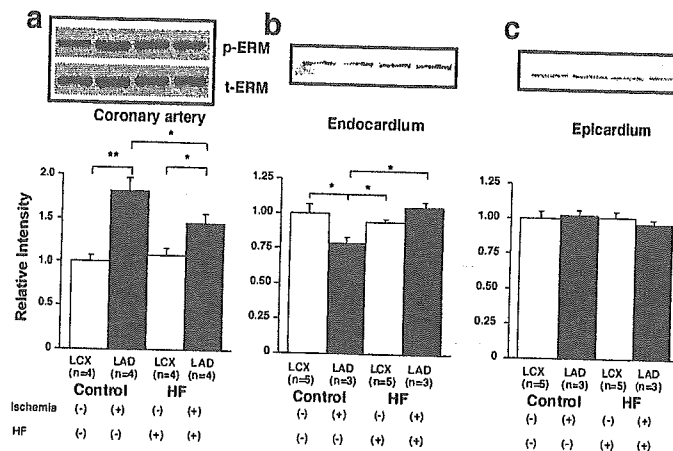 a
p-ERM
t-ERM
Coronary artery
Relative Intensity
2.0
1.5
1.0
0.5
0
**
*
*
LCX LAD LCX LAD
(n=4) (n=4) (n=4) (n=4)
Control HF
Ischemia (-) (+) (-) (+)
HF (-) (-) (+) (+)
b
Endocardium
1.25
1.00
0.75
0.50
0.25
0
*
*
*
LCX LAD LCX LAD
(n=5) (n=3) (n=5) (n=3)
Control HF
(-) (+) (-) (+)
(-) (-) (+) (+)
c
Epicardium
1.25
1.00
0.75
0.50
0.25
0
LCX LAD LCX LAD
(n=5) (n=3) (n=5) (n=3)
Control HF
(-) (+) (-) (+)
(-) (-) (+) (+)